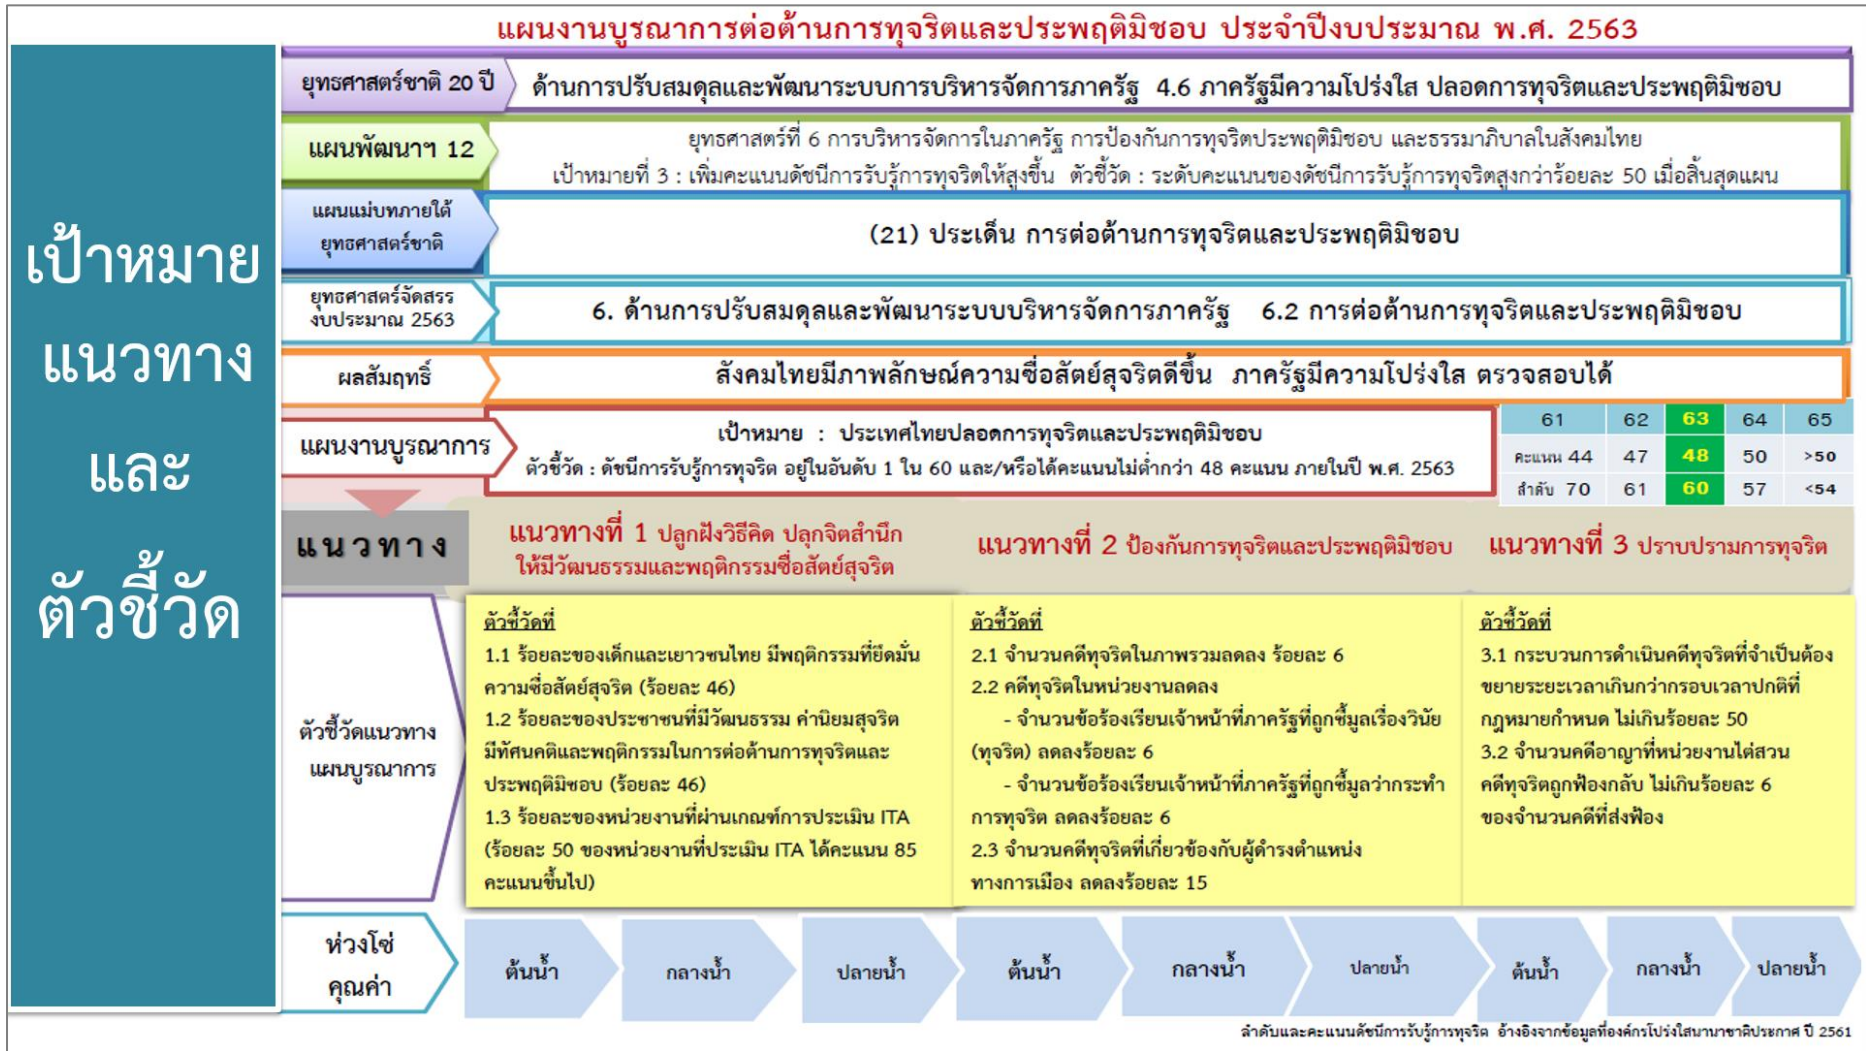 แผนงานบูรณาการต่อต้านการทุจริตและประพฤติมิชอบ ประจำปีงบประมาณ พ.ศ. 2563
เป้าหมาย
แนวทาง
และ
ตัวชี้วัด
ยุทธศาสตร์ชาติ 20 ปี
ด้านการปรับสมดุลและพัฒนาระบบการบริหารจัดการภาครัฐ 4.6 ภาครัฐมีความโปร่งใส ปลอดการทุจริตและประพฤติมิชอบ
แผนพัฒนาฯ 12
ยุทธศาสตร์ที่ 6 การบริหารจัดการในภาครัฐ การป้องกันการทุจริตประพฤติมิชอบ และธรรมาภิบาลในสังคมไทย
เป้าหมายที่ 3 : เพิ่มคะแนนดัชนีการรับรู้การทุจริตให้สูงขึ้น ตัวชี้วัด : ระดับคะแนนของดัชนีการรับรู้การทุจริตสูงกว่าร้อยละ 50 เมื่อสิ้นสุดแผน
แผนแม่บทภายใต้
ยุทธศาสตร์ชาติ
(21) ประเด็น การต่อต้านการทุจริตและประพฤติมิชอบ
ยุทธศาสตร์จัดสรร
งบประมาณ 2563
6. ด้านการปรับสมดุลและพัฒนาระบบบริหารจัดการภาครัฐ 6.2 การต่อต้านการทุจริตและประพฤติมิชอบ
ผลสัมฤทธิ์
สังคมไทยมีภาพลักษณ์ความซื่อสัตย์สุจริตดีขึ้น ภาครัฐมีความโปร่งใส ตรวจสอบได้
แผนงานบูรณาการ
เป้าหมาย : ประเทศไทยปลอดการทุจริตและประพฤติมิชอบ
ตัวชี้วัด : ดัชนีการรับรู้การทุจริต อยู่ในอันดับ 1 ใน 60 และ/หรือได้คะแนนไม่ต่ำกว่า 48 คะแนน ภายในปี พ.ศ. 2563
61 62 63 64 65
คะแนน 44 47 48 50 >50
ลำดับ 70 61 60 57 <54
แนวทาง
แนวทางที่ 1 ปลูกฝังวิธีคิด ปลุกจิตสำนึก
ให้มีวัฒนธรรมและพฤติกรรมซื่อสัตย์สุจริต
แนวทางที่ 2 ป้องกันการทุจริตและประพฤติมิชอบ
แนวทางที่ 3 ปราบปรามการทุจริต
ตัวชี้วัดแนวทาง
แผนบูรณาการ
ตัวชี้วัดที่
1.1 ร้อยละของเด็กและเยาวชนไทย มีพฤติกรรมที่ยึดมั่น
ความซื่อสัตย์สุจริต (ร้อยละ 46)
1.2 ร้อยละของประชาชนที่มีวัฒนธรรม ค่านิยมสุจริต
มีทัศนคติและพฤติกรรมในการต่อต้านการทุจริตและ
ประพฤติมิชอบ (ร้อยละ 46)
1.3 ร้อยละของหน่วยงานที่ผ่านเกณฑ์การประเมิน ITA
(ร้อยละ 50 ของหน่วยงานที่ประเมิน ITA ได้คะแนน 85
คะแนนขึ้นไป)
ตัวชี้วัดที่
2.1 จำนวนคดีทุจริตในภาพรวมลดลง ร้อยละ 6
2.2 คดีทุจริตในหน่วยงานลดลง
- จำนวนข้อร้องเรียนเจ้าหน้าที่ภาครัฐที่ถูกชี้มูลเรื่องวินัย
(ทุจริต) ลดลงร้อยละ 6
- จำนวนข้อร้องเรียนเจ้าหน้าที่ภาครัฐที่ถูกชี้มูลว่ากระทำ
การทุจริต ลดลงร้อยละ 6
2.3 จำนวนคดีทุจริตที่เกี่ยวข้องกับผู้ดำรงตำแหน่ง
ทางการเมือง ลดลงร้อยละ 15
ตัวชี้วัดที่
3.1 กระบวนการดำเนินคดีทุจริตที่จำเป็นต้อง
ขยายระยะเวลาเกินกว่ากรอบเวลาปกติที่
กฎหมายกำหนด ไม่เกินร้อยละ 50
3.2 จำนวนคดีอาญาที่หน่วยงานไต่สวน
คดีทุจริตถูกฟ้องกลับ ไม่เกินร้อยละ 6
ของจำนวนคดีที่ส่งฟ้อง
ห่วงโซ่
คุณค่า
ต้นน้ำ กลางน้ำ ปลายน้ำ ต้นน้ำ กลางน้ำ ปลายน้ำ ต้นน้ำ กลางน้ำ ปลายน้ำ
ลำดับและคะแนนดัชนีการรับรู้การทุจริต อ้างอิงจากข้อมูลที่องค์กรโปร่งใสนานาชาติประกาศ ปี 2561